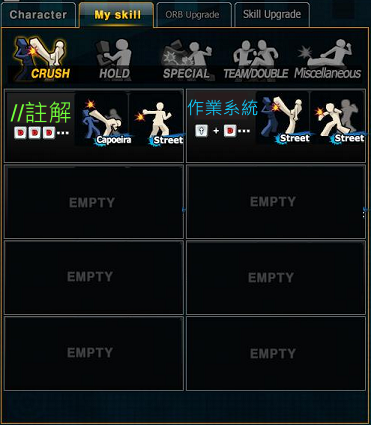 Character My skill ORB Upgrade Skill Upgrade
CRUSH HOLD SPECIAL TEAM/DOUBLE Miscellaneous
//註解 作業系統
D D D ... ↑ + D ...
Capoeira Street Street Street
EMPTY EMPTY
EMPTY EMPTY
EMPTY EMPTY